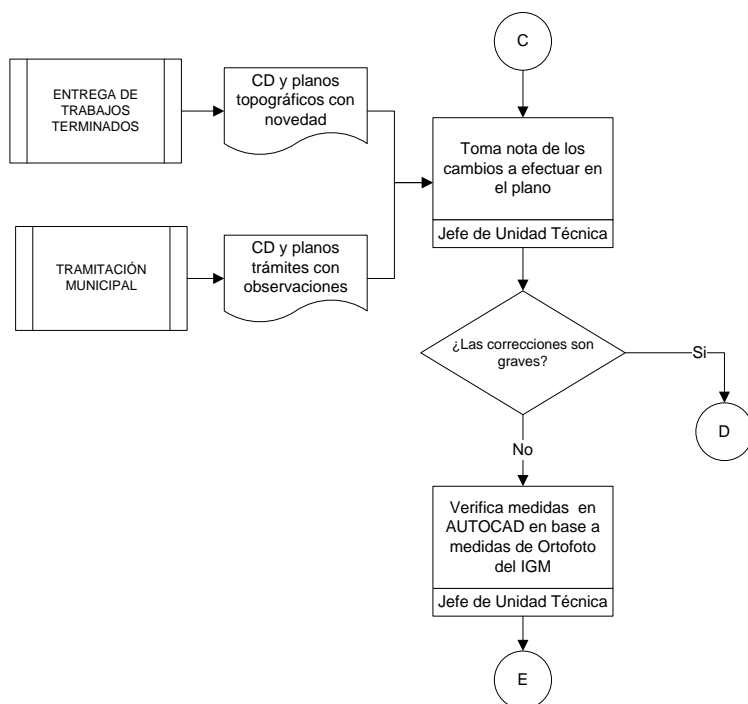 C
ENTREGA DE
TRABAJOS
TERMINADOS
CD y planos
topográficos con
novedad
Toma nota de los
cambios a efectuar en
el plano
Jefe de Unidad Técnica
TRAMITACIÓN
MUNICIPAL
CD y planos
trámites con
observaciones
¿Las correcciones son
graves?
Si
D
No
Verifica medidas en
AUTOCAD en base a
medidas de Ortofoto
del IGM
Jefe de Unidad Técnica
E